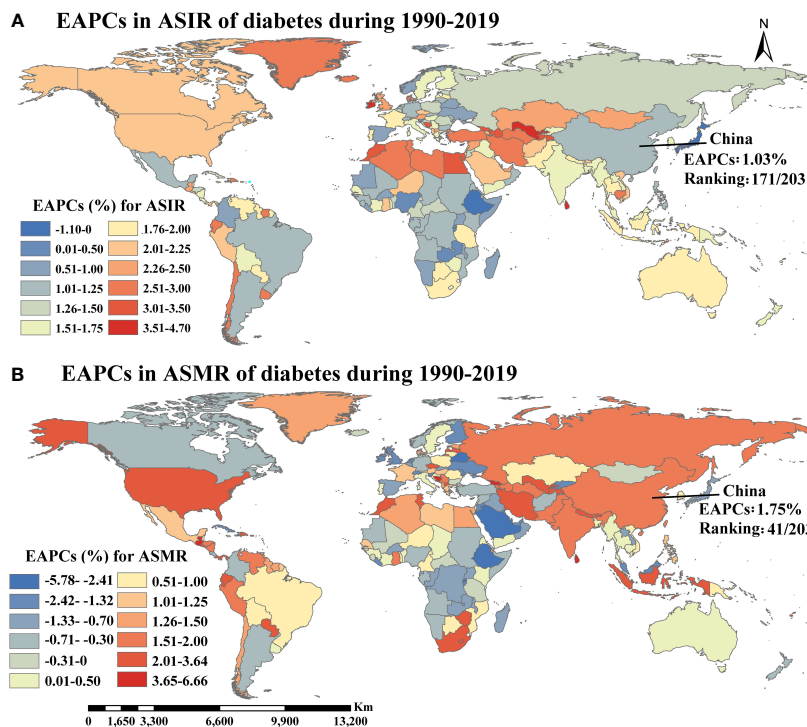 A EAPCs in ASIR of diabetes during 1990-2019
N
China
EAPCs: 1.03%
Ranking: 171/203
EAPCs (%) for ASIR
-1.10-0 1.76-2.00
0.01-0.50 2.01-2.25
0.51-1.00 2.26-2.50
1.01-1.25 2.51-3.00
1.26-1.50 3.01-3.50
1.51-1.75 3.51-4.70
B EAPCs in ASMR of diabetes during 1990-2019
China
EAPCs: 1.75%
Ranking: 41/203
EAPCs (%) for ASMR
-5.78- -2.41 0.51-1.00
-2.42- -1.32 1.01-1.25
-1.33- -0.70 1.26-1.50
-0.71- -0.30 1.51-2.00
-0.31-0 2.01-3.64
0.01-0.50 3.65-6.66
Km
0 1,650 3,300 6,600 9,900 13,200